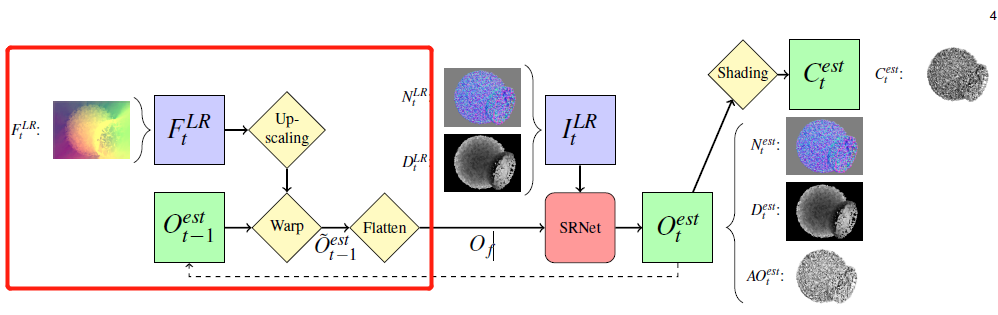 4
F_t^{LR}:
F_t^{LR}
Up-
scaling
N_t^{LR}:
D_t^{LR}:
I_t^{LR}
Shading
C_t^{est}
C_t^{est}:
O_{t-1}^{est}
Warp
Õ_{t-1}^{est}
Flatten
O_f
SRNet
O_t^{est}
N_t^{est}:
D_t^{est}:
AO_t^{est}: